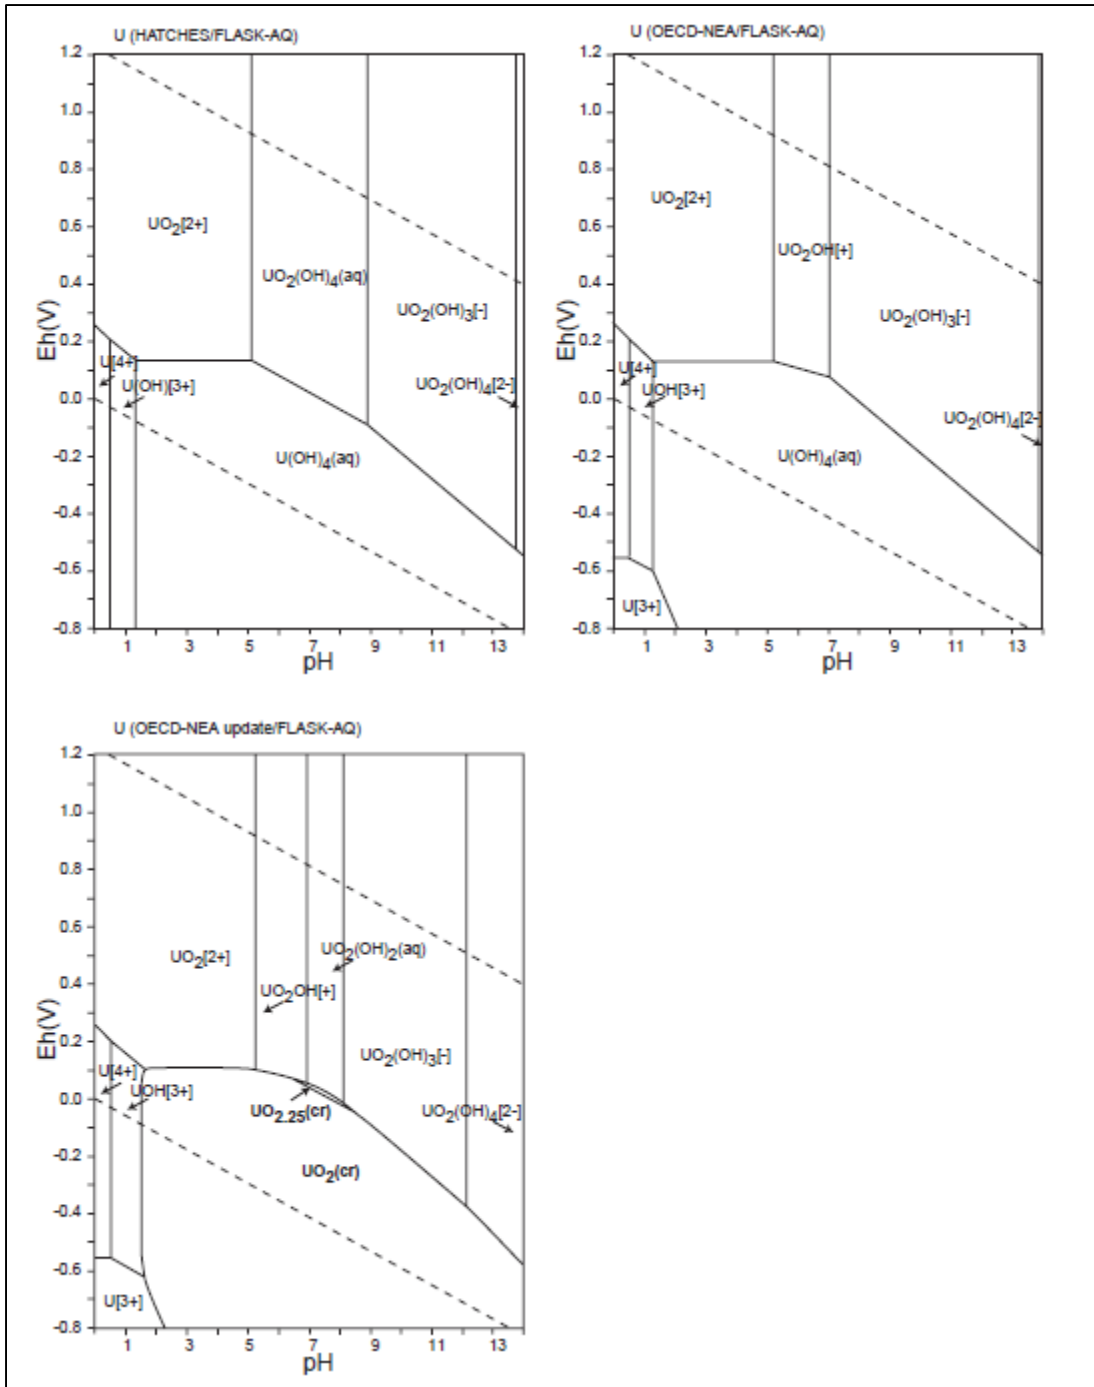 U (HATCHES/FLASK-AQ)
1.2
1.0
0.8
0.6
0.4
0.2
0.0
-0.2
-0.4
-0.6
-0.8
Eh(V)
UO2[2+]
UO2(OH)4(aq)
UO2(OH)3[-]
U[4+]
U(OH)[3+]
UO2(OH)4[2-]
U(OH)4(aq)
1 3 5 7 9 11 13
pH
U (OECD-NEA/FLASK-AQ)
1.2
1.0
0.8
0.6
0.4
0.2
0.0
-0.2
-0.4
-0.6
-0.8
Eh(V)
UO2[2+]
UO2OH[+]
UO2(OH)3[-]
U[4+]
UOH[3+]
UO2(OH)4[2-]
U(OH)4(aq)
U[3+]
1 3 5 7 9 11 13
pH
U (OECD-NEA update/FLASK-AQ)
1.2
1.0
0.8
0.6
0.4
0.2
0.0
-0.2
-0.4
-0.6
-0.8
Eh(V)
UO2[2+]
UO2(OH)2(aq)
UO2OH[+]
UO2(OH)3[-]
U[4+]
UOH[3+]
UO2.25(cr)
UO2(OH)4[2-]
UO2(cr)
U[3+]
1 3 5 7 9 11 13
pH